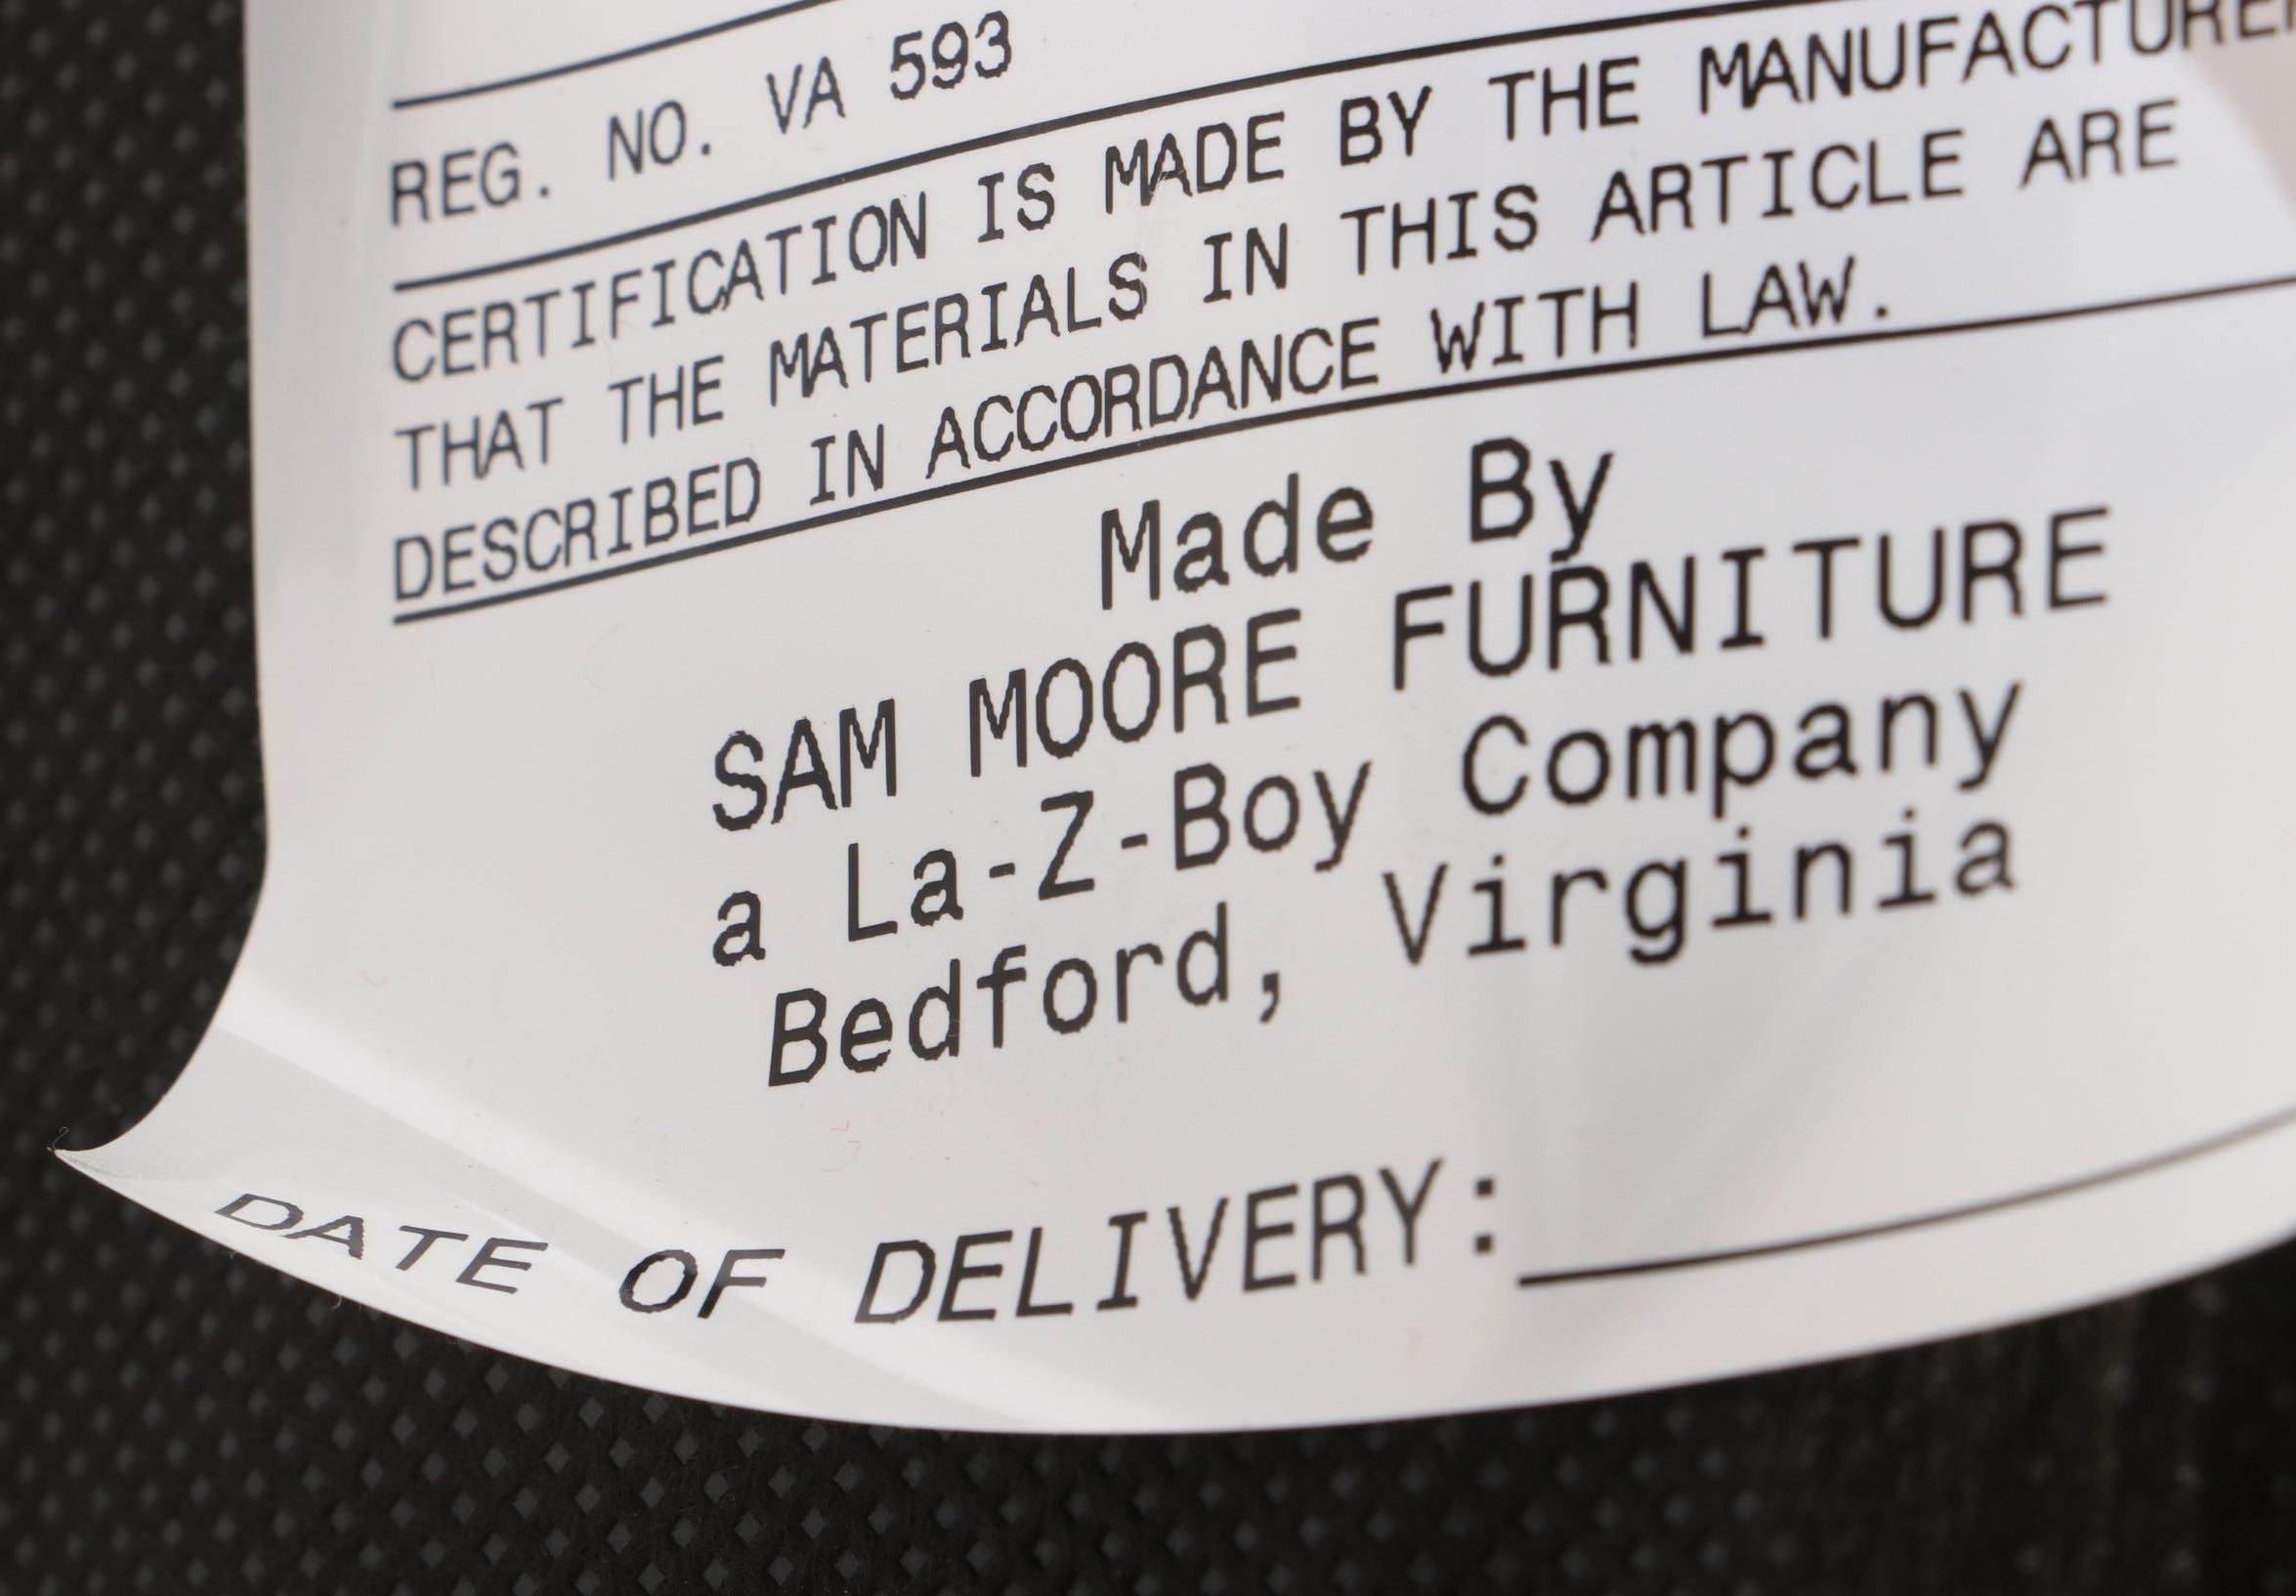 REG. NO. VA 593
CERTIFICATION IS MADE BY THE MANUFACTURER
THAT THE MATERIALS IN THIS ARTICLE ARE
DESCRIBED IN ACCORDANCE WITH LAW.
Made By
SAM MOORE FURNITURE
a La-Z-Boy Company
Bedford, Virginia
DATE OF DELIVERY: